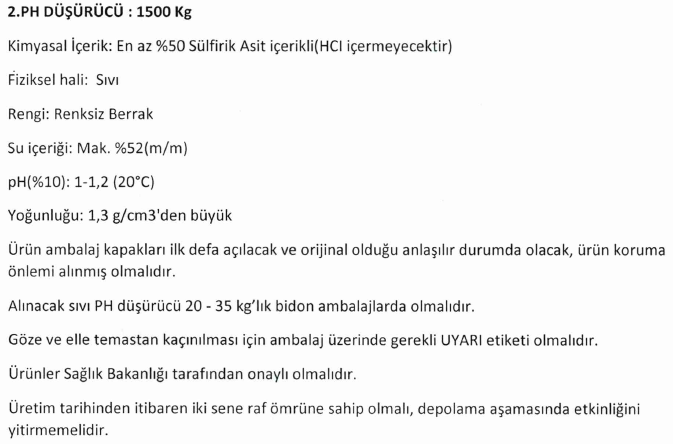 2.PH DÜŞÜRÜCÜ : 1500 Kg
Kimyasal İçerik: En az %50 Sülfirik Asit içerikli(HCI içermeyecektir)
Fiziksel hali: Sıvı
Rengi: Renksiz Berrak
Su içeriği: Mak. %52(m/m)
pH(%10): 1-1,2 (20°C)
Yoğunluğu: 1,3 g/cm3'den büyük
Ürün ambalaj kapakları ilk defa açılacak ve orijinal olduğu anlaşılır durumda olacak, ürün koruma
önlemi alınmış olmalıdır.
Alınacak sıvı PH düşürücü 20 - 35 kg’lık bidon ambalajlarda olmalıdır.
Göze ve elle temastan kaçınılması için ambalaj üzerinde gerekli UYARI etiketi olmalıdır.
Ürünler Sağlık Bakanlığı tarafından onaylı olmalıdır.
Üretim tarihinden itibaren iki sene raf ömrüne sahip olmalı, depolama aşamasında etkinliğini
yitirmemelidir.